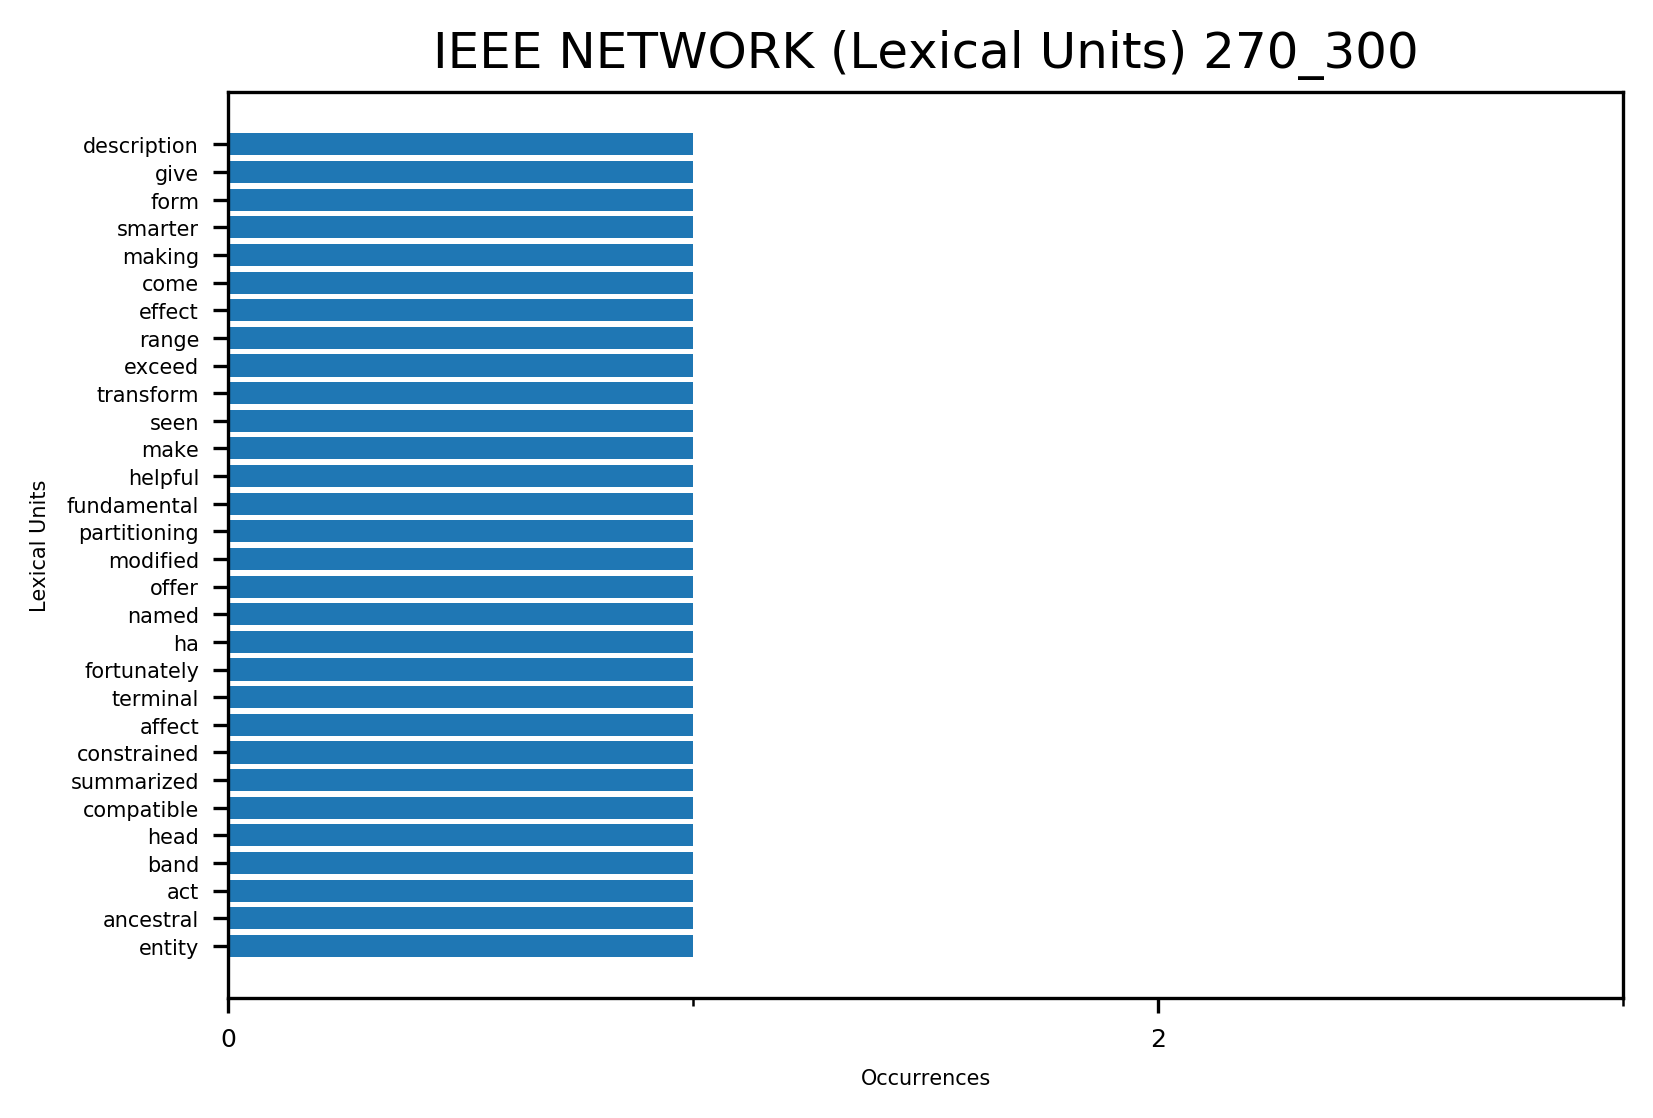 IEEE NETWORK (Lexical Units) 270_300
description
give
form
smarter
making
come
effect
range
exceed
transform
seen
make
helpful
fundamental
partitioning
modified
offer
named
ha
fortunately
terminal
affect
constrained
summarized
compatible
head
band
act
ancestral
entity
Lexical Units
0
2
Occurrences